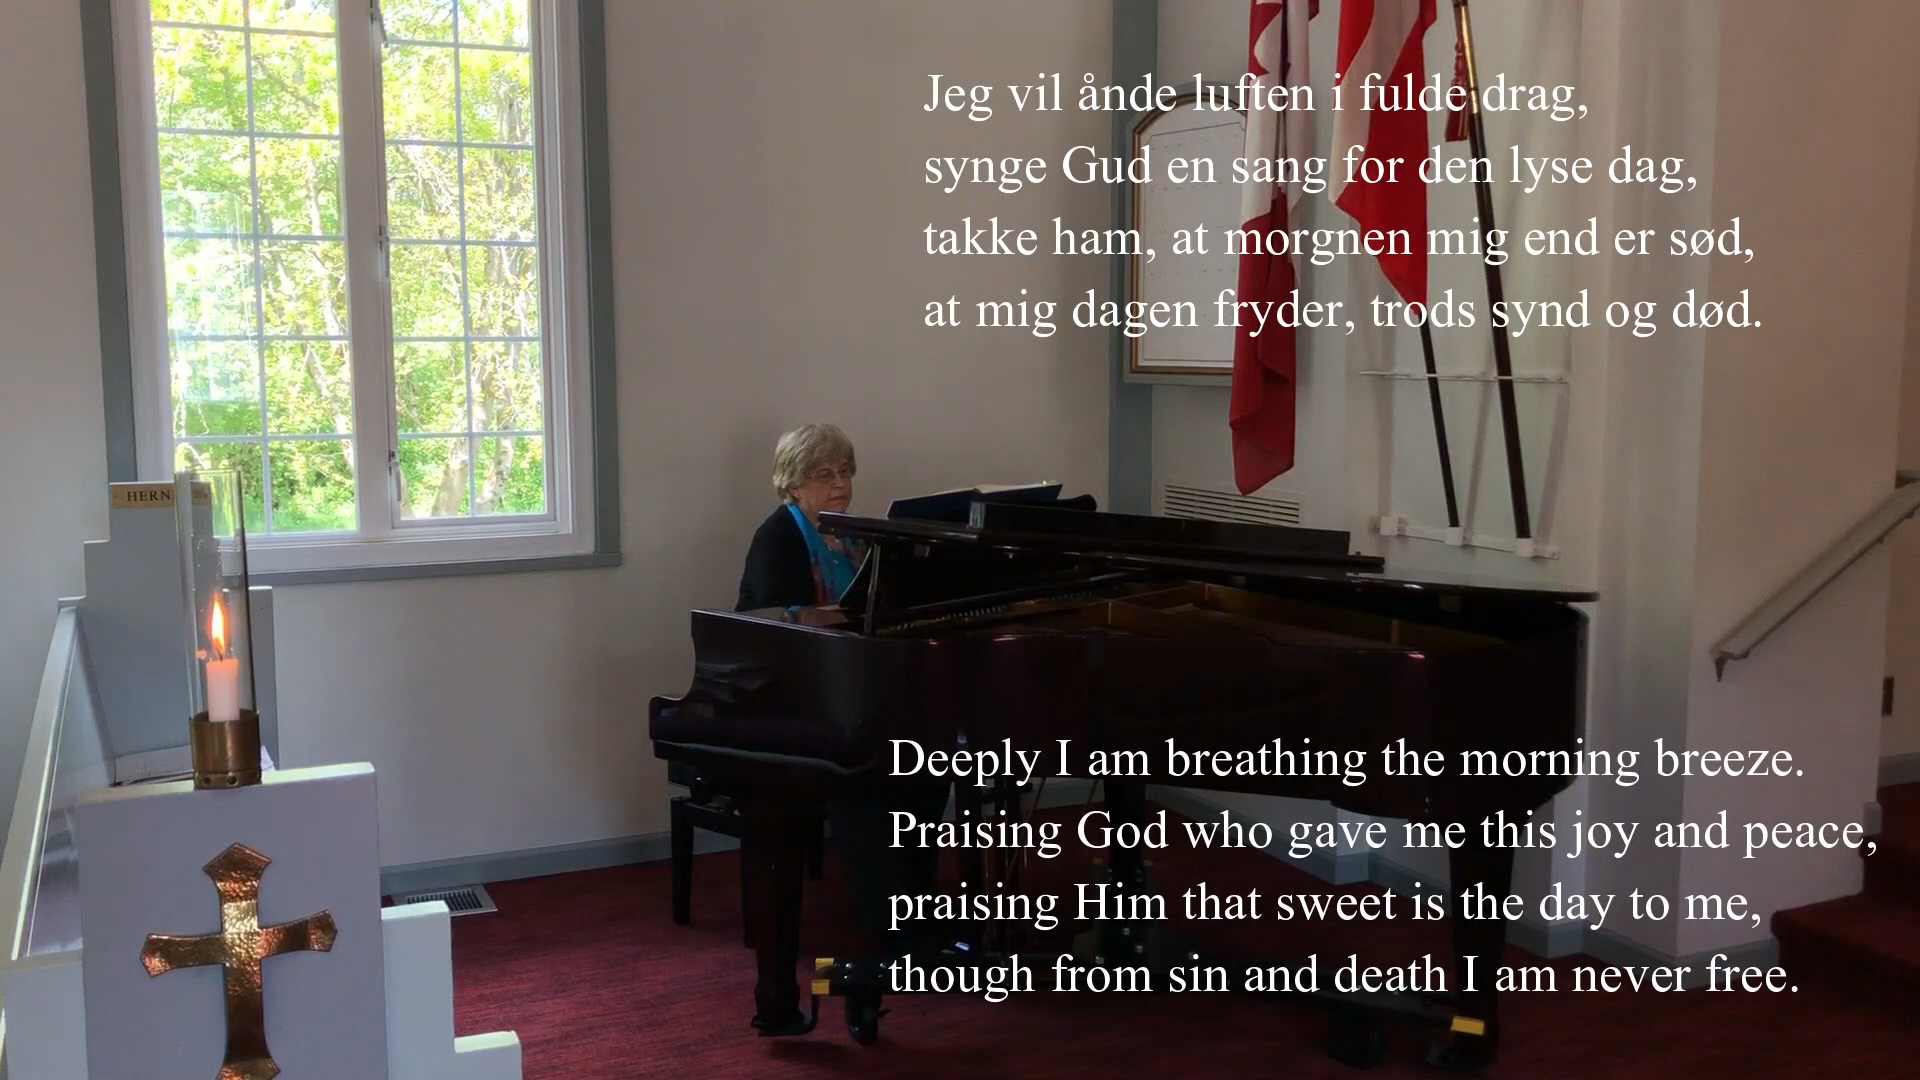 Jeg vil ånde luften i fulde drag,
synge Gud en sang for den lyse dag,
takke ham, at morgnen mig end er sød,
at mig dagen fryder, trods synd og død.
HERN
Deeply I am breathing the morning breeze.
Praising God who gave me this joy and peace,
praising Him that sweet is the day to me,
though from sin and death I am never free.